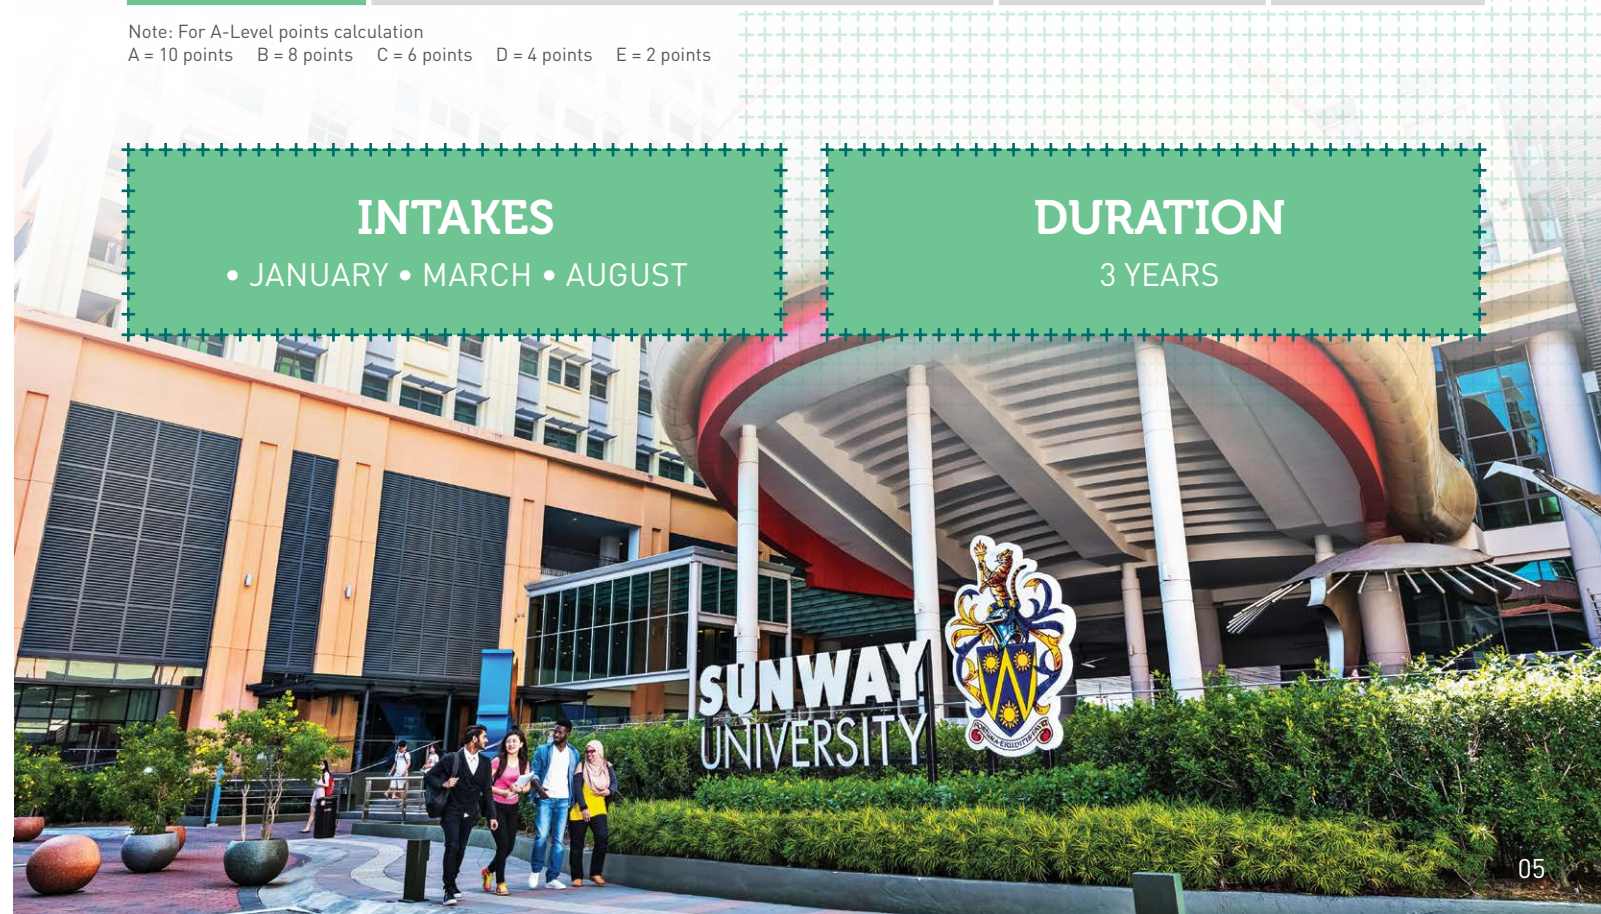 Note: For A-Level points calculation
A = 10 points B = 8 points C = 6 points D = 4 points E = 2 points
INTAKES
• JANUARY • MARCH • AUGUST
DURATION
3 YEARS
SUNWAY
UNIVERSITY
05